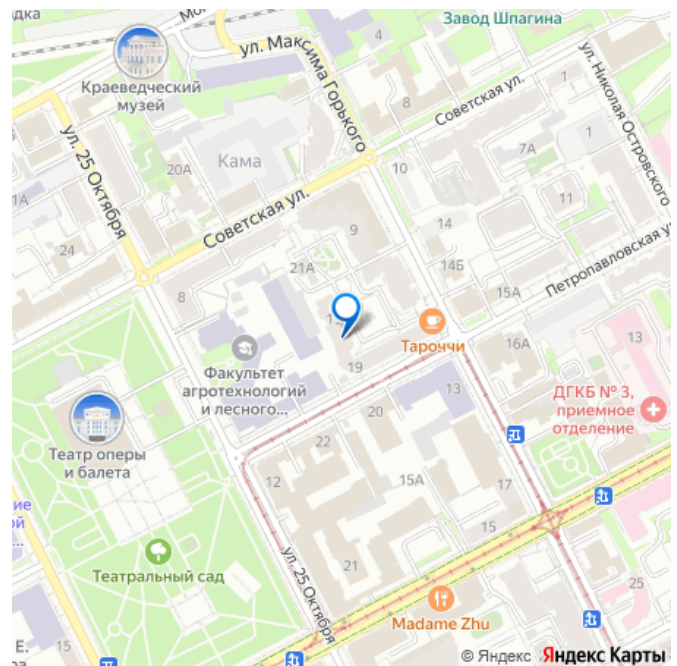 адка
Завод Шпагина
ул. Максима Горького
4
Краеведческий
музей
8
Советская ул.
1
ул. Николая Островского
ул. 25 Октября
20А
Кама
10
7А
1
1А
11
Советская ул.
9
14
24
21А
14Б
Петропавловская у
8
15А
Тароччи
16А
13
Факультет
агротехнологий
и лесного...
19
13
ДГКБ № 3,
приемное
отделение
20
Театр оперы
и балета
22
12
15А
17
ие
ой
15
Театральный сад
ул. 25 Октября
21
25
Е.
15
Madame Zhu
© Яндекс Яндекс Карты